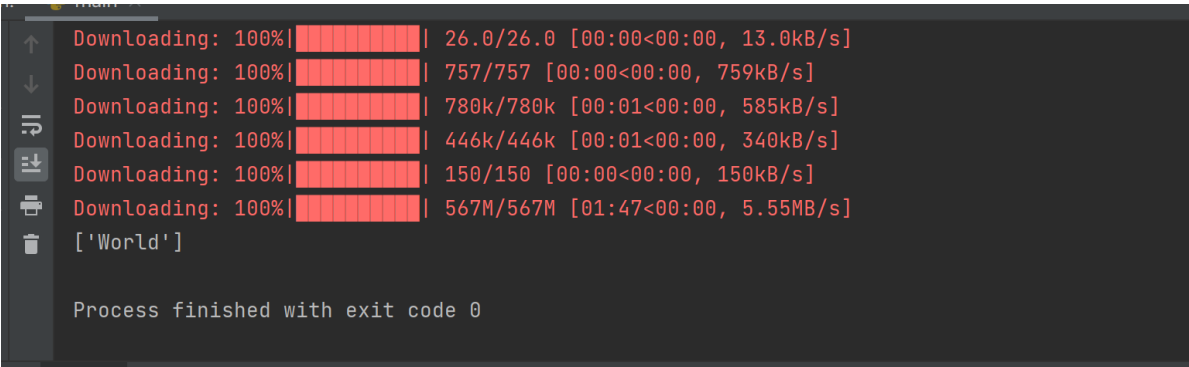 main
Downloading: 100%|██████████| 26.0/26.0 [00:00<00:00, 13.0kB/s]
Downloading: 100%|██████████| 757/757 [00:00<00:00, 759kB/s]
Downloading: 100%|██████████| 780k/780k [00:01<00:00, 585kB/s]
Downloading: 100%|██████████| 446k/446k [00:01<00:00, 340kB/s]
Downloading: 100%|██████████| 150/150 [00:00<00:00, 150kB/s]
Downloading: 100%|██████████| 567M/567M [01:47<00:00, 5.55MB/s]
['World']
Process finished with exit code 0